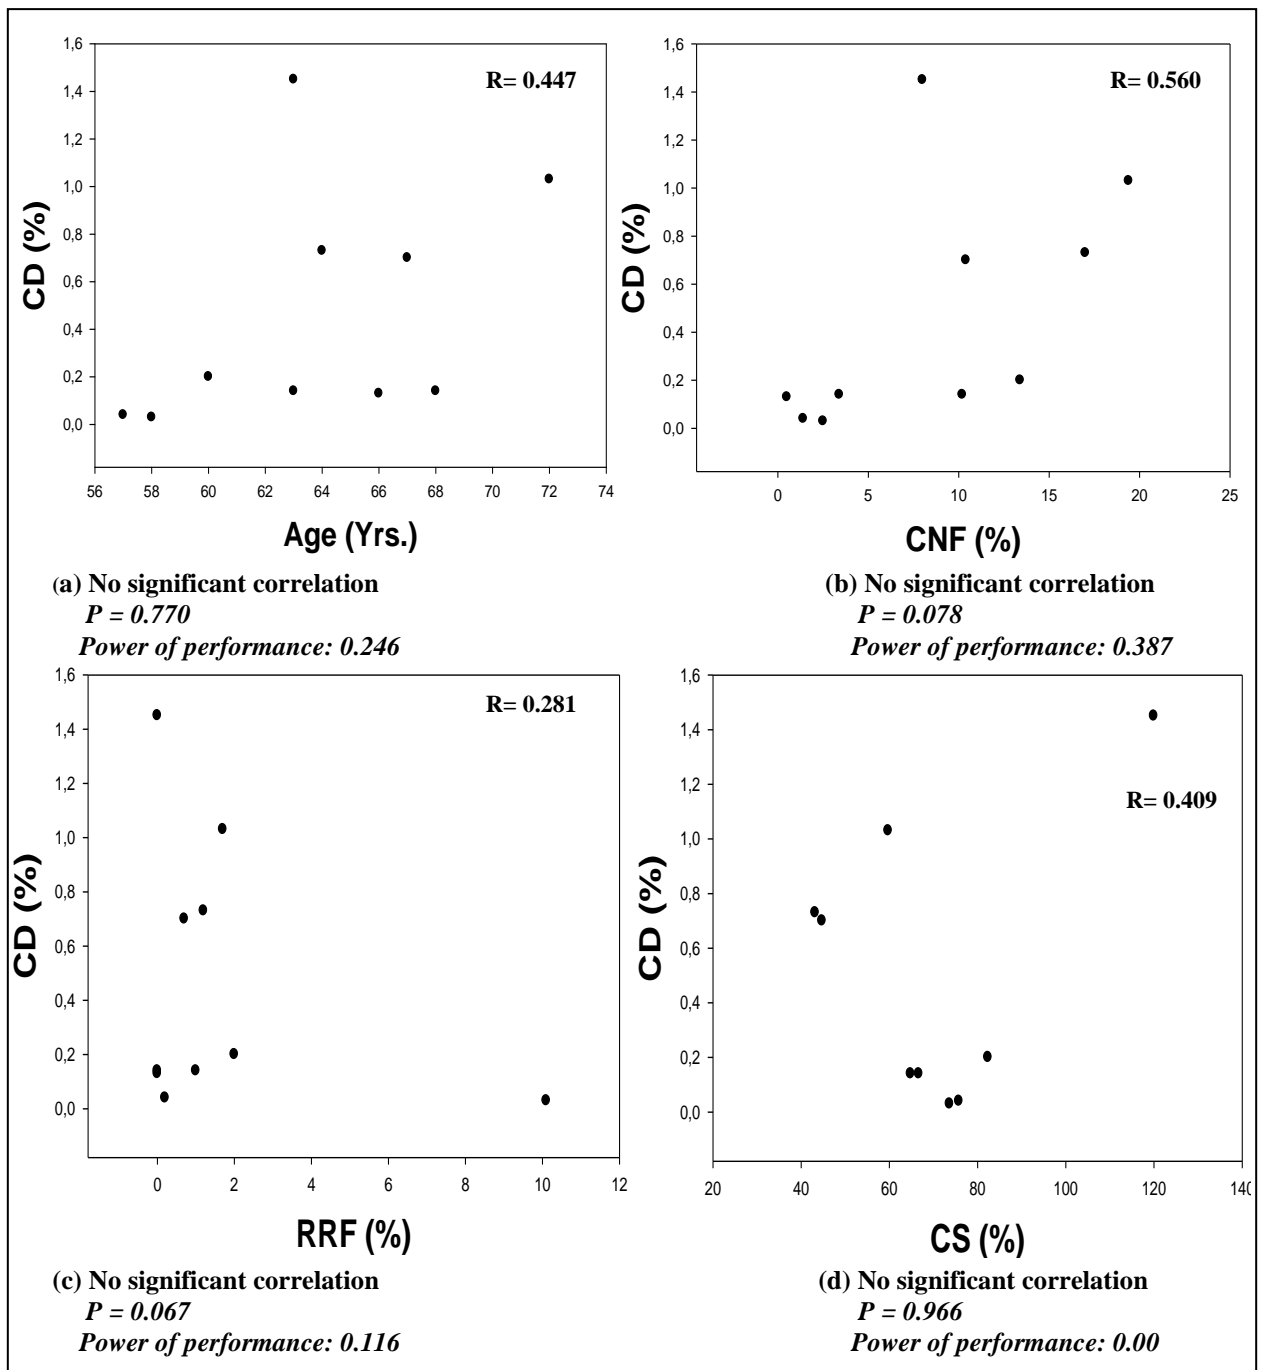 1,6
1,4
1,2
1,0
0,8
0,6
0,4
0,2
0,0
CD (%)
R= 0.447
56 58 60 62 64 66 68 70 72 74
Age (Yrs.)
(a) No significant correlation
P = 0.770
Power of performance: 0.246
1,6
1,4
1,2
1,0
0,8
0,6
0,4
0,2
0,0
CD (%)
R= 0.560
0 5 10 15 20 25
CNF (%)
(b) No significant correlation
P = 0.078
Power of performance: 0.387
1,6
1,4
1,2
1,0
0,8
0,6
0,4
0,2
0,0
CD (%)
R= 0.281
0 2 4 6 8 10 12
RRF (%)
(c) No significant correlation
P = 0.067
Power of performance: 0.116
1,6
1,4
1,2
1,0
0,8
0,6
0,4
0,2
0,0
CD (%)
R= 0.409
20 40 60 80 100 120 140
CS (%)
(d) No significant correlation
P = 0.966
Power of performance: 0.00